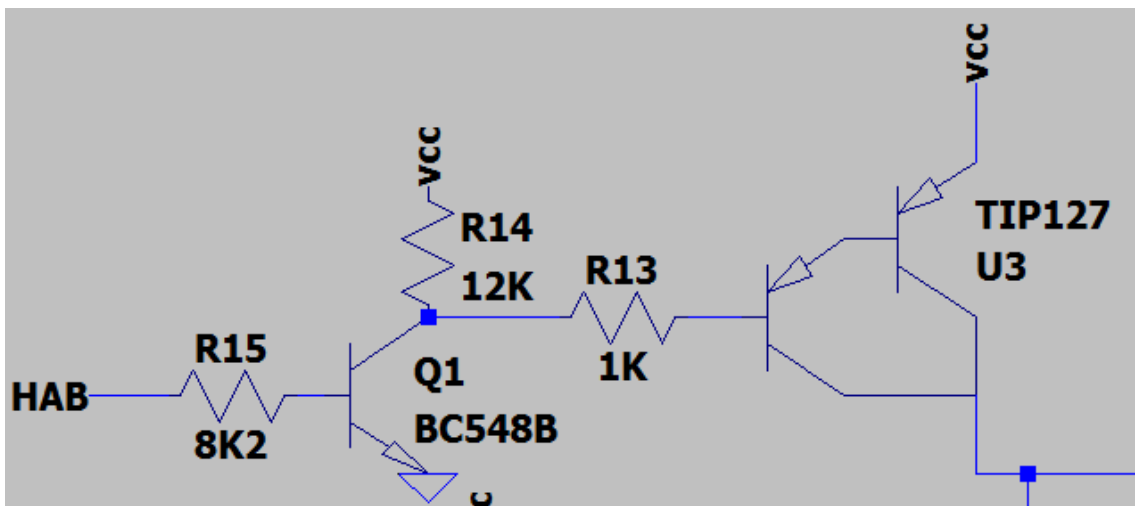 VCC
VCC
R14
12K
TIP127
U3
R13
1K
R15
8K2
HAB
Q1
BC548B